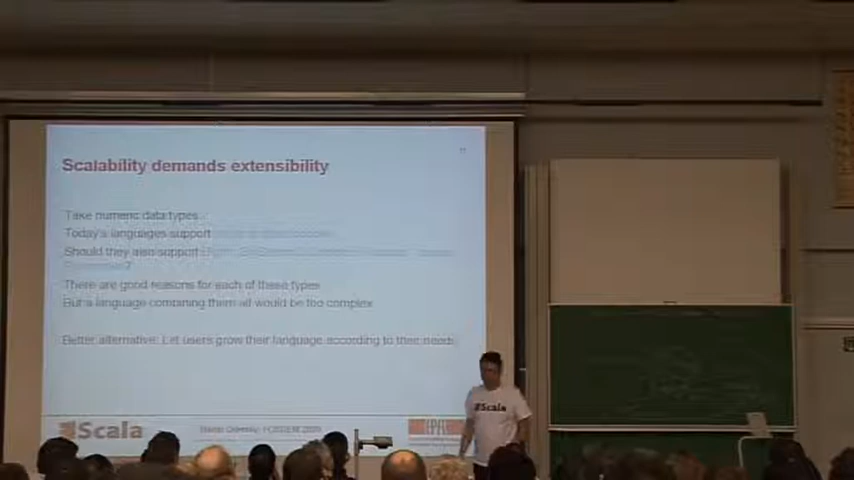 Scalability demands extensibility
Take numeric data types
Today's languages support
Should they also support
There are good reasons for each of these types
But a language combining them all would be too complex
Better alternative: Let users grow their language according to their needs
Scala
EPFL
Scala